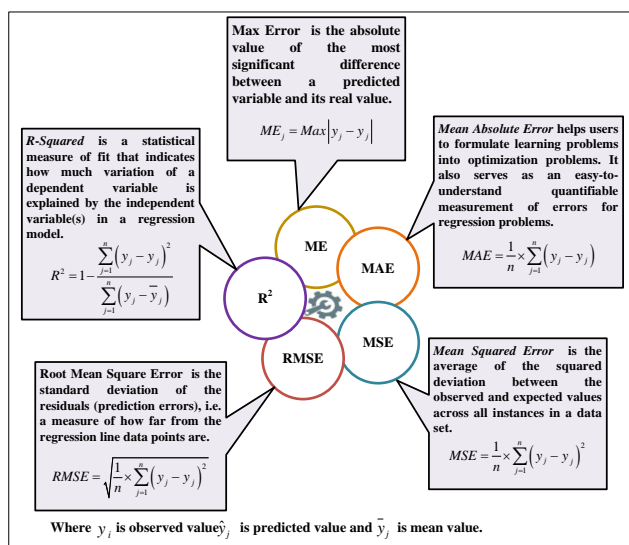 Max Error is the absolute
value of the most
significant difference
between a predicted
variable and its real value.
ME_j = Max|y_j − y_j|
R-Squared is a statistical
measure of fit that indicates
how much variation of a
dependent variable is
explained by the independent
variable(s) in a regression
model.
R² = 1 − ∑_{j=1}^{n}(y_j − y_j)² / ∑_{j=1}^{n}(y_j − ȳ_j)
Mean Absolute Error helps users
to formulate learning problems
into optimization problems. It
also serves as an easy-to-
understand quantifiable
measurement of errors for
regression problems.
MAE = 1/n × ∑_{j=1}^{n}(y_j − y_j)
ME
MAE
R²
MSE
RMSE
Root Mean Square Error is the
standard deviation of the
residuals (prediction errors), i.e.
a measure of how far from the
regression line data points are.
RMSE = √(1/n × ∑_{j=1}^{n}(y_j − y_j)²)
Mean Squared Error is the
average of the squared
deviation between the
observed and expected values
across all instances in a data
set.
MSE = 1/n × ∑_{j=1}^{n}(y_j − y_j)²
Where y_i is observed value ŷ_j is predicted value and ȳ_j is mean value.